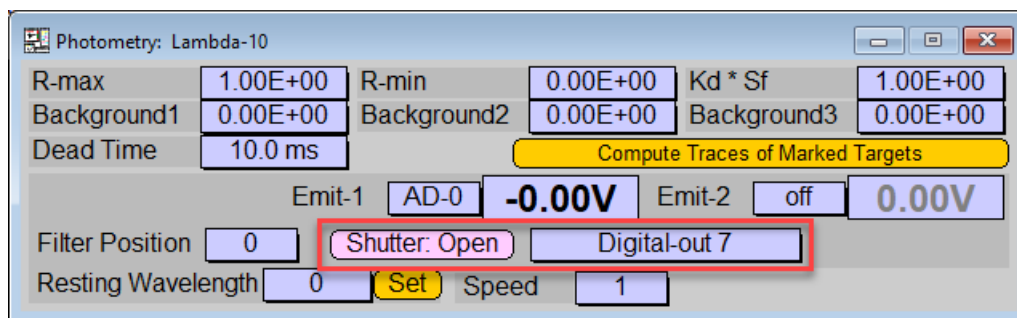 Photometry: Lambda-10
R-max 1.00E+00 R-min 0.00E+00 Kd * Sf 1.00E+00
Background1 0.00E+00 Background2 0.00E+00 Background3 0.00E+00
Dead Time 10.0 ms Compute Traces of Marked Targets
Emit-1 AD-0 -0.00V Emit-2 off 0.00V
Filter Position 0 Shutter: Open Digital-out 7
Resting Wavelength 0 Set Speed 1